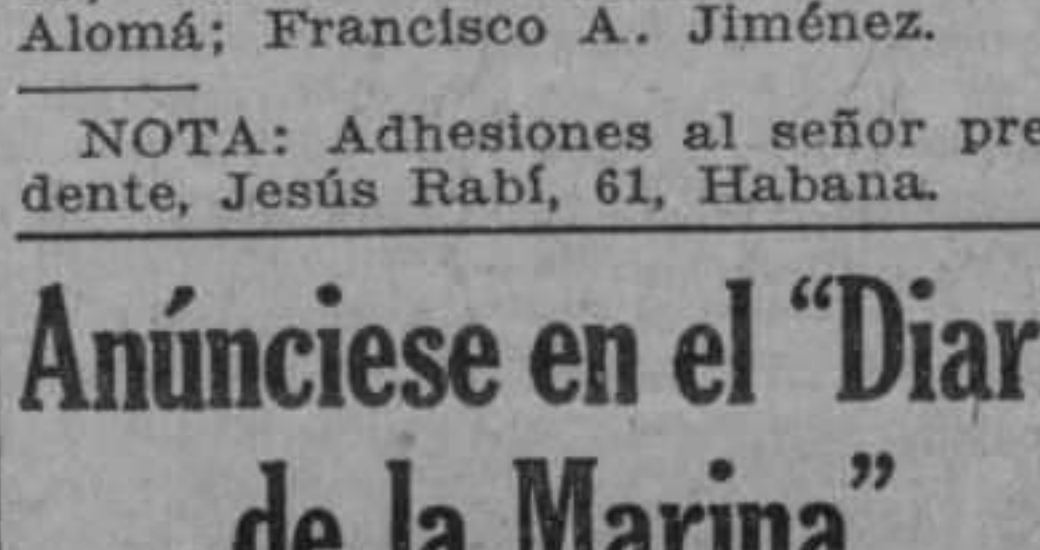 Alomá; Francisco A. Jiménez.
NOTA: Adhesiones al señor pre
dente, Jesús Rabí, 61, Habana.
Anúnciese en el “Diar
de la Marina”